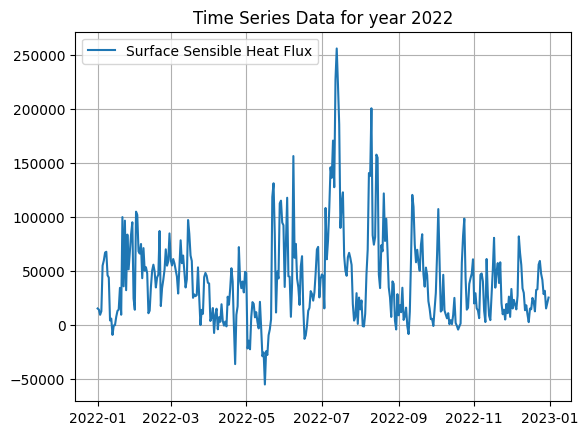 Time Series Data for year 2022
Surface Sensible Heat Flux
250000
200000
150000
100000
50000
0
−50000
2022-01 2022-03 2022-05 2022-07 2022-09 2022-11 2023-01